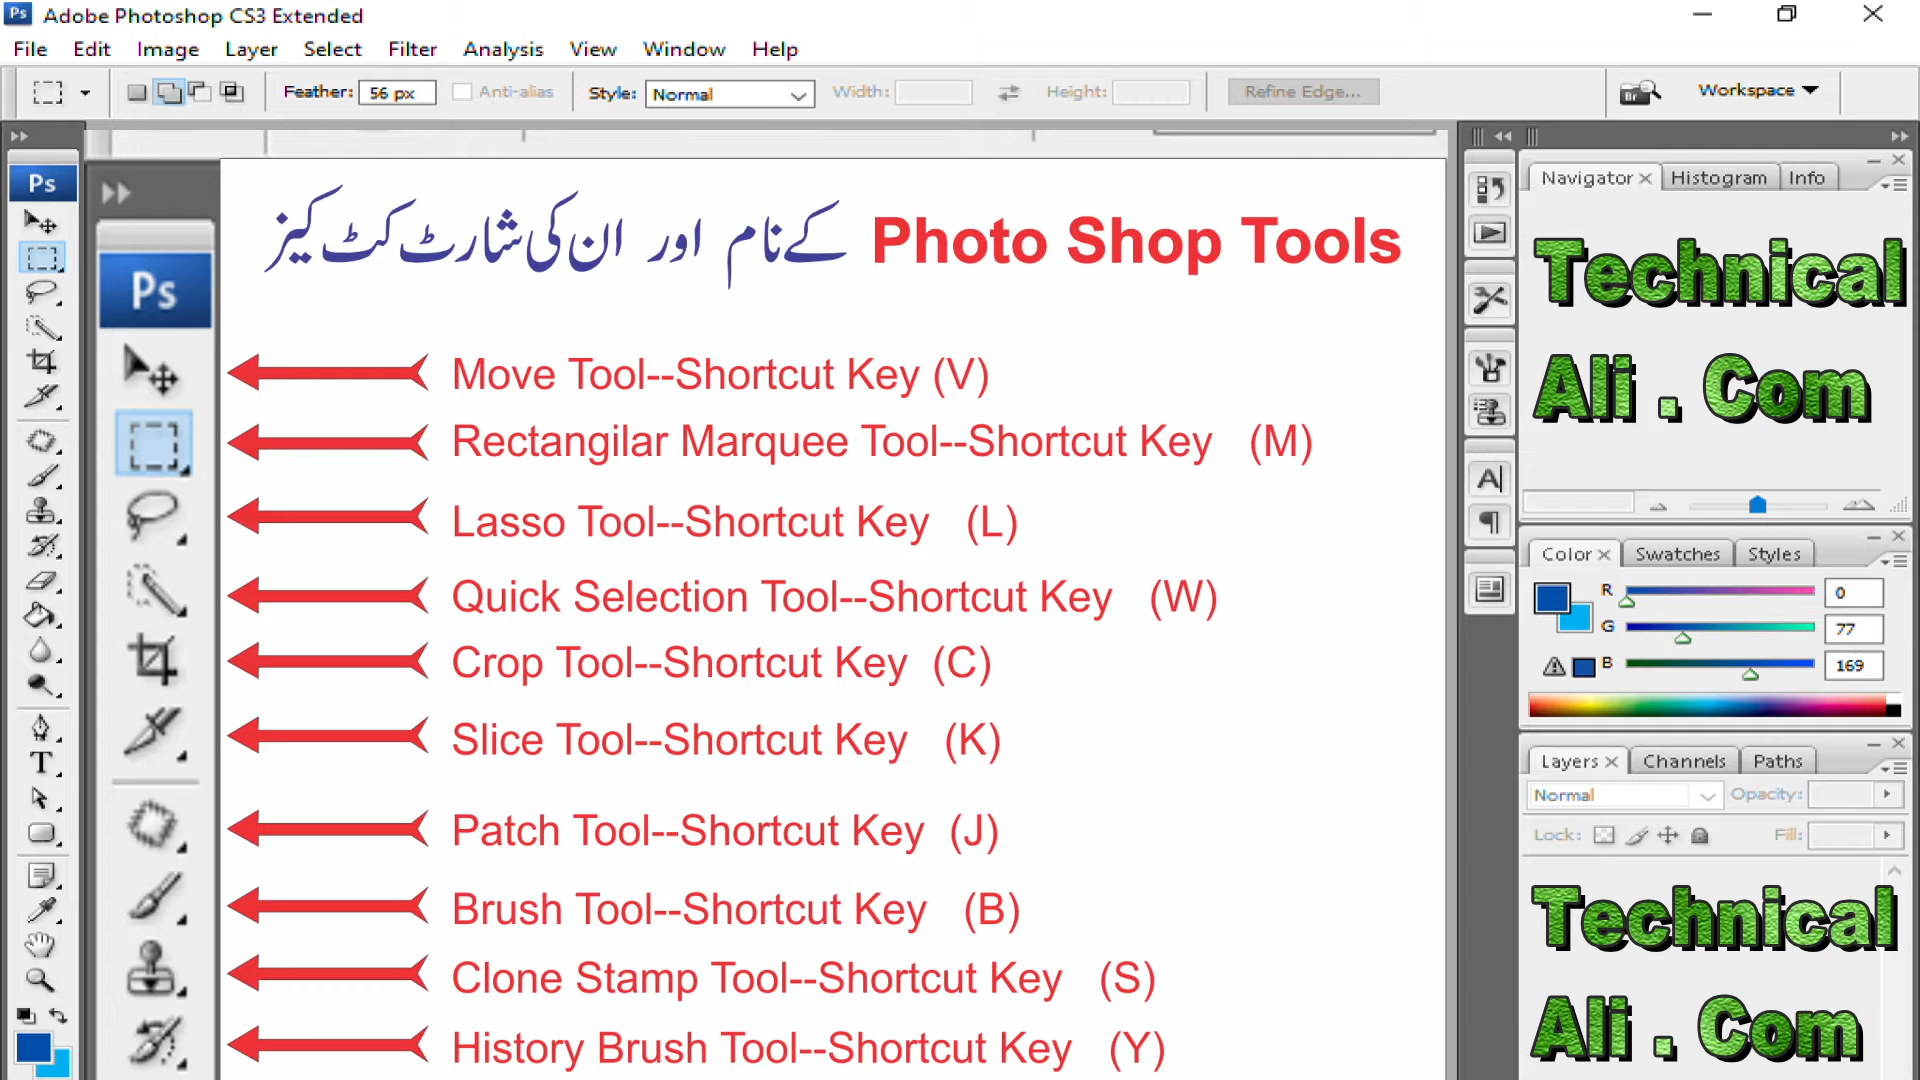 Ps Adobe Photoshop CS3 Extended
File Edit Image Layer Select Filter Analysis View Window Help
Feather: 56 px Anti-alias Style: Normal Width: Height: Refine Edge... Br Workspace
Ps
Ps
Photo Shop Tools کے نام اور ان کی شارٹ کٹ کیز
Move Tool--Shortcut Key (V)
Rectangilar Marquee Tool--Shortcut Key (M)
Lasso Tool--Shortcut Key (L)
Quick Selection Tool--Shortcut Key (W)
Crop Tool--Shortcut Key (C)
Slice Tool--Shortcut Key (K)
Patch Tool--Shortcut Key (J)
Brush Tool--Shortcut Key (B)
Clone Stamp Tool--Shortcut Key (S)
History Brush Tool--Shortcut Key (Y)
Navigator Histogram Info
Technical
Ali . Com
Color Swatches Styles
R 0
G 77
B 169
Layers Channels Paths
Normal Opacity:
Lock: Fill:
Technical
Ali . Com